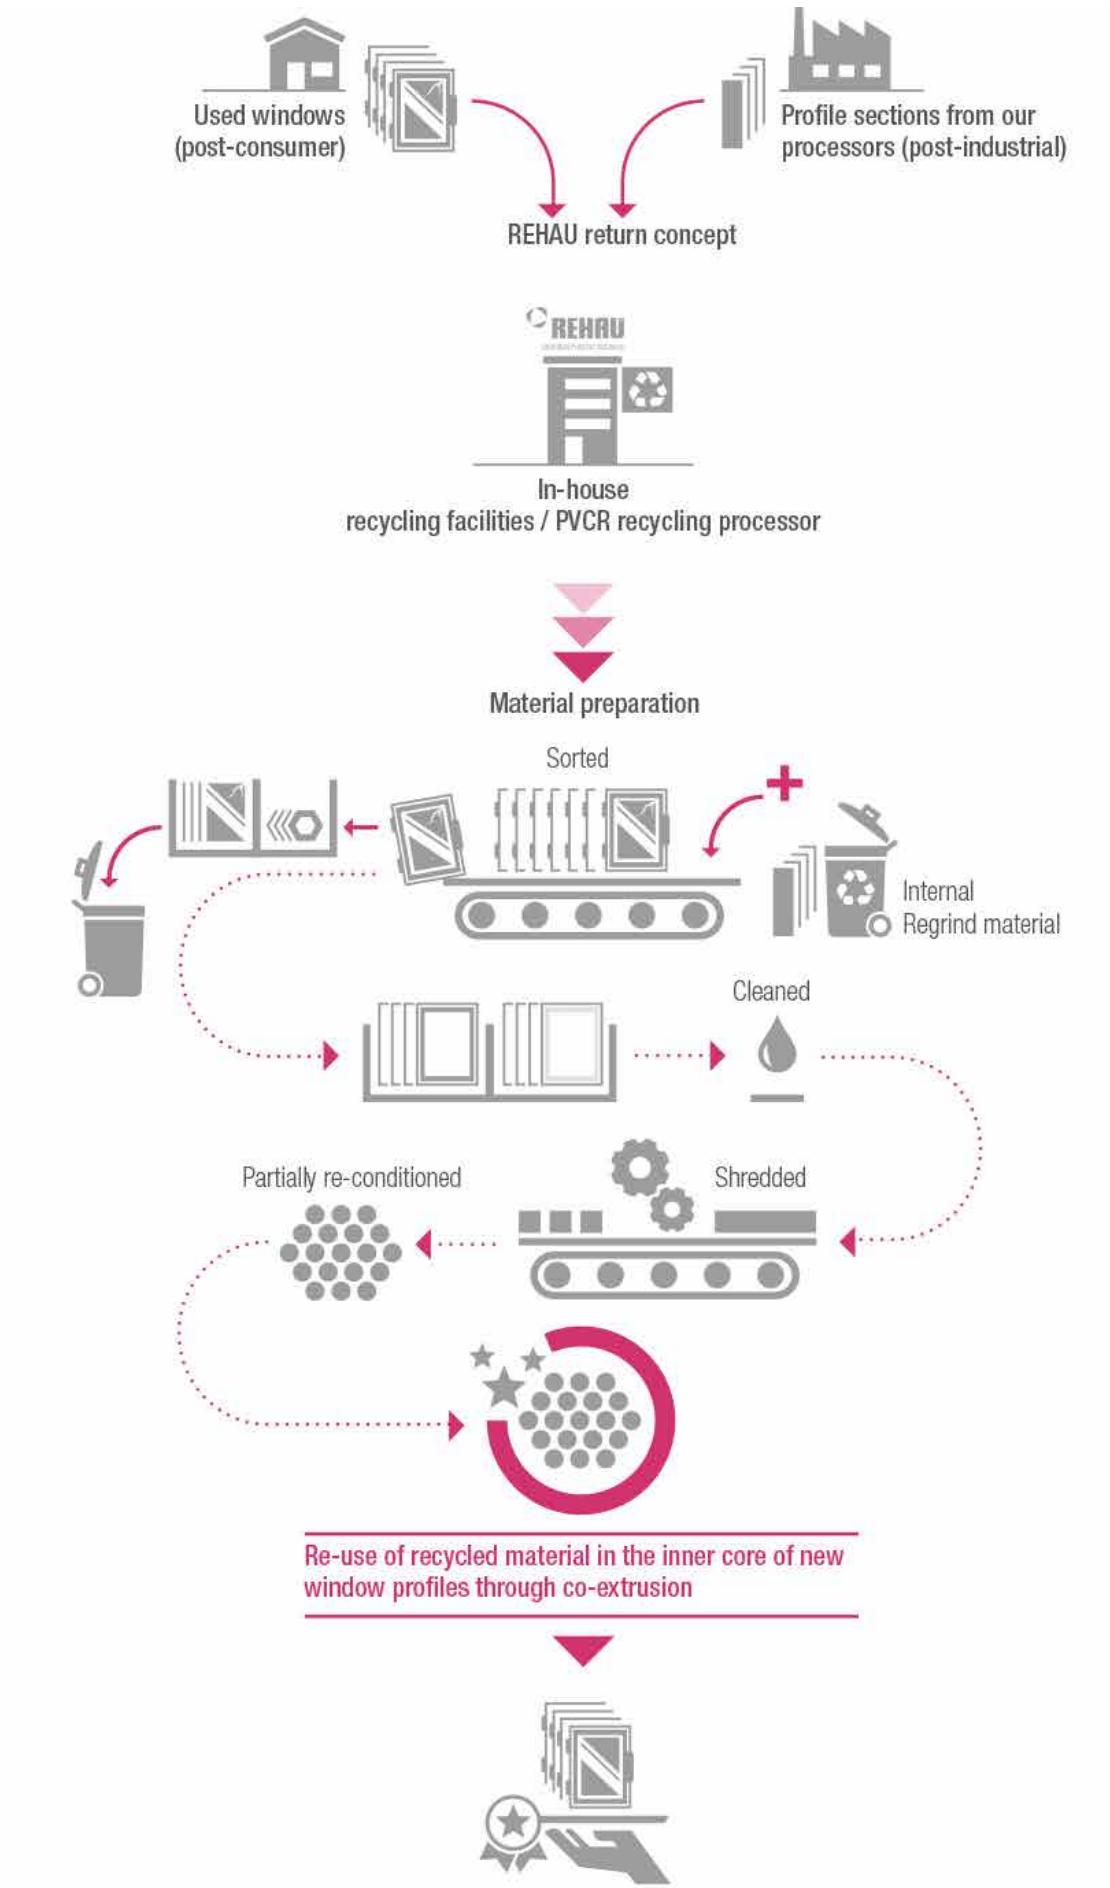 Used windows
(post-consumer)
Profile sections from our
processors (post-industrial)
REHAU return concept
REHAU
In-house
recycling facilities / PVCR recycling processor
Material preparation
Sorted
Internal
Regrind material
Cleaned
Partially re-conditioned
Shredded
Re-use of recycled material in the inner core of new
window profiles through co-extrusion